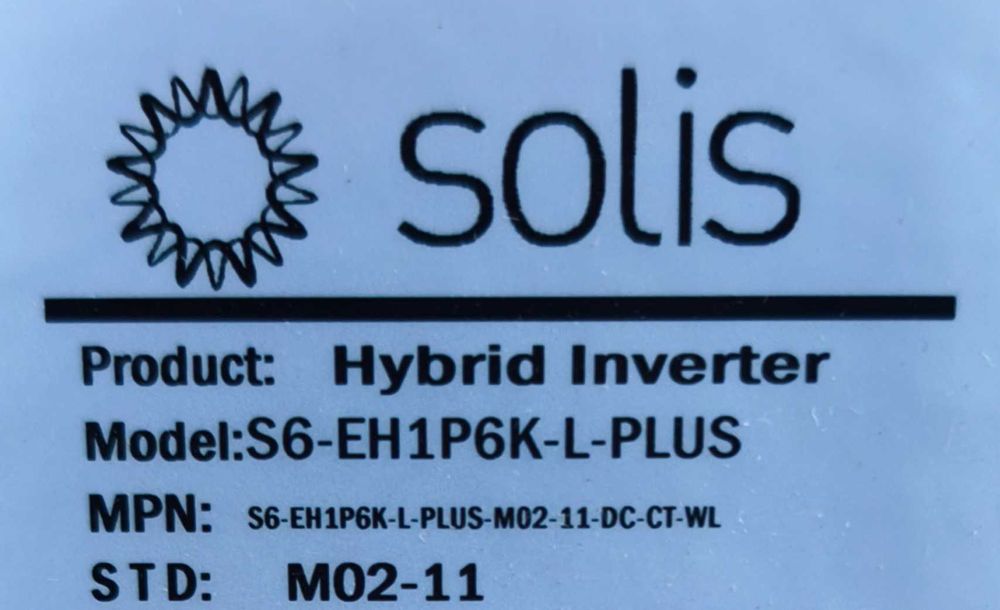 solis
Product: Hybrid Inverter
Model:S6-EH1P6K-L-PLUS
MPN: S6-EH1P6K-L-PLUS-M02-11-DC-CT-WL
STD: M02-11